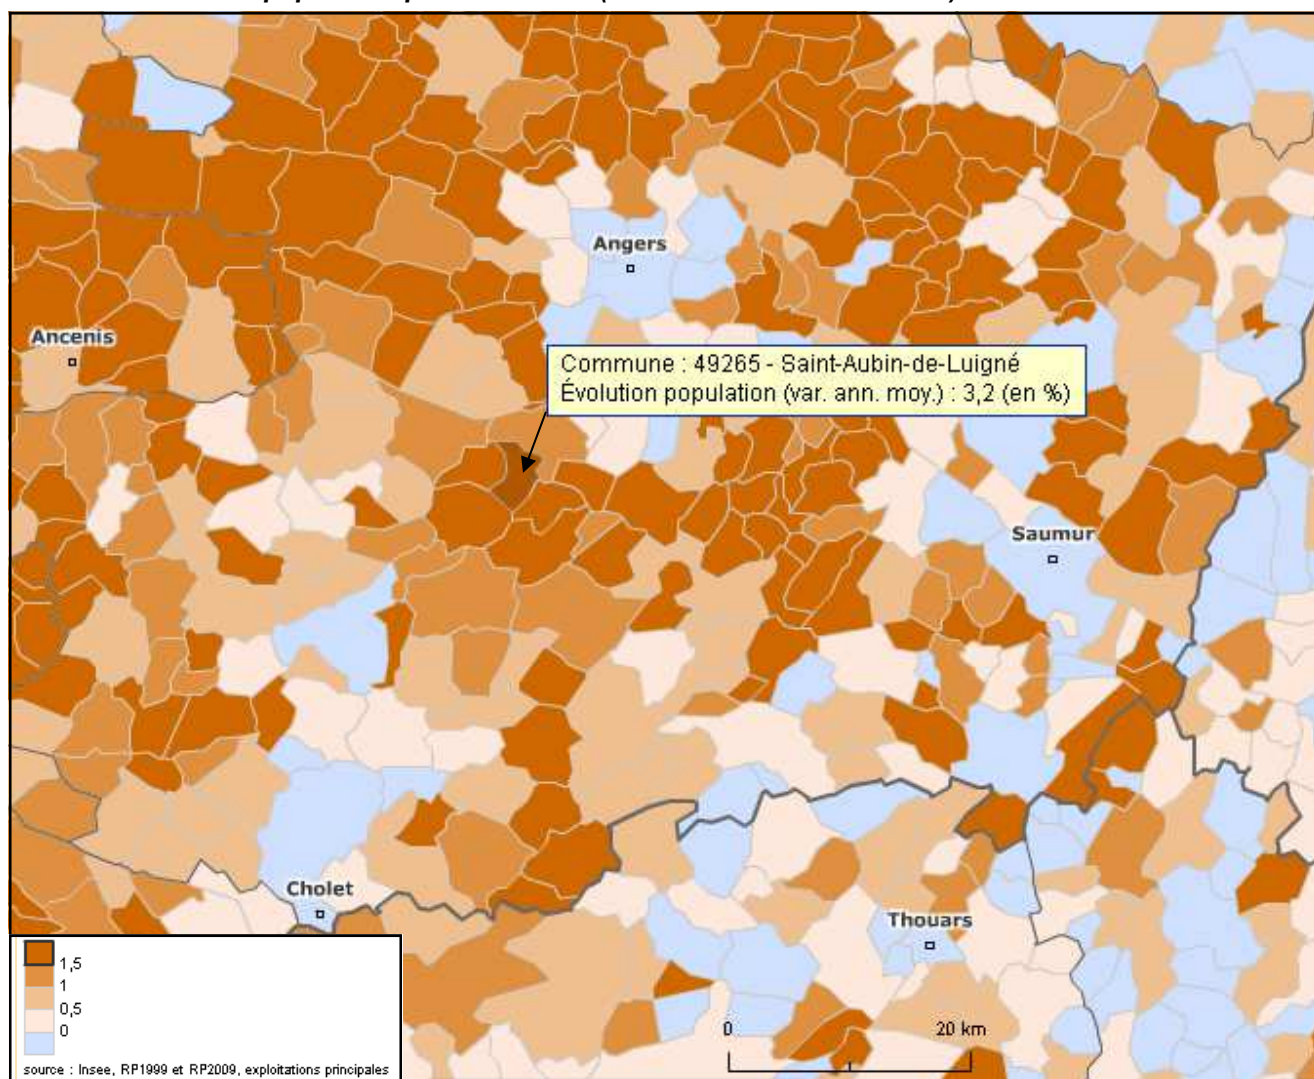 Angers
Ancenis
Commune : 49265 - Saint-Aubin-de-Luigné
Évolution population (var. ann. moy.) : 3,2 (en %)
Saumur
Cholet
Thouars
1,5
1
0,5
0
0 20 km
source : Insee, RP1999 et RP2009, exploitations principales